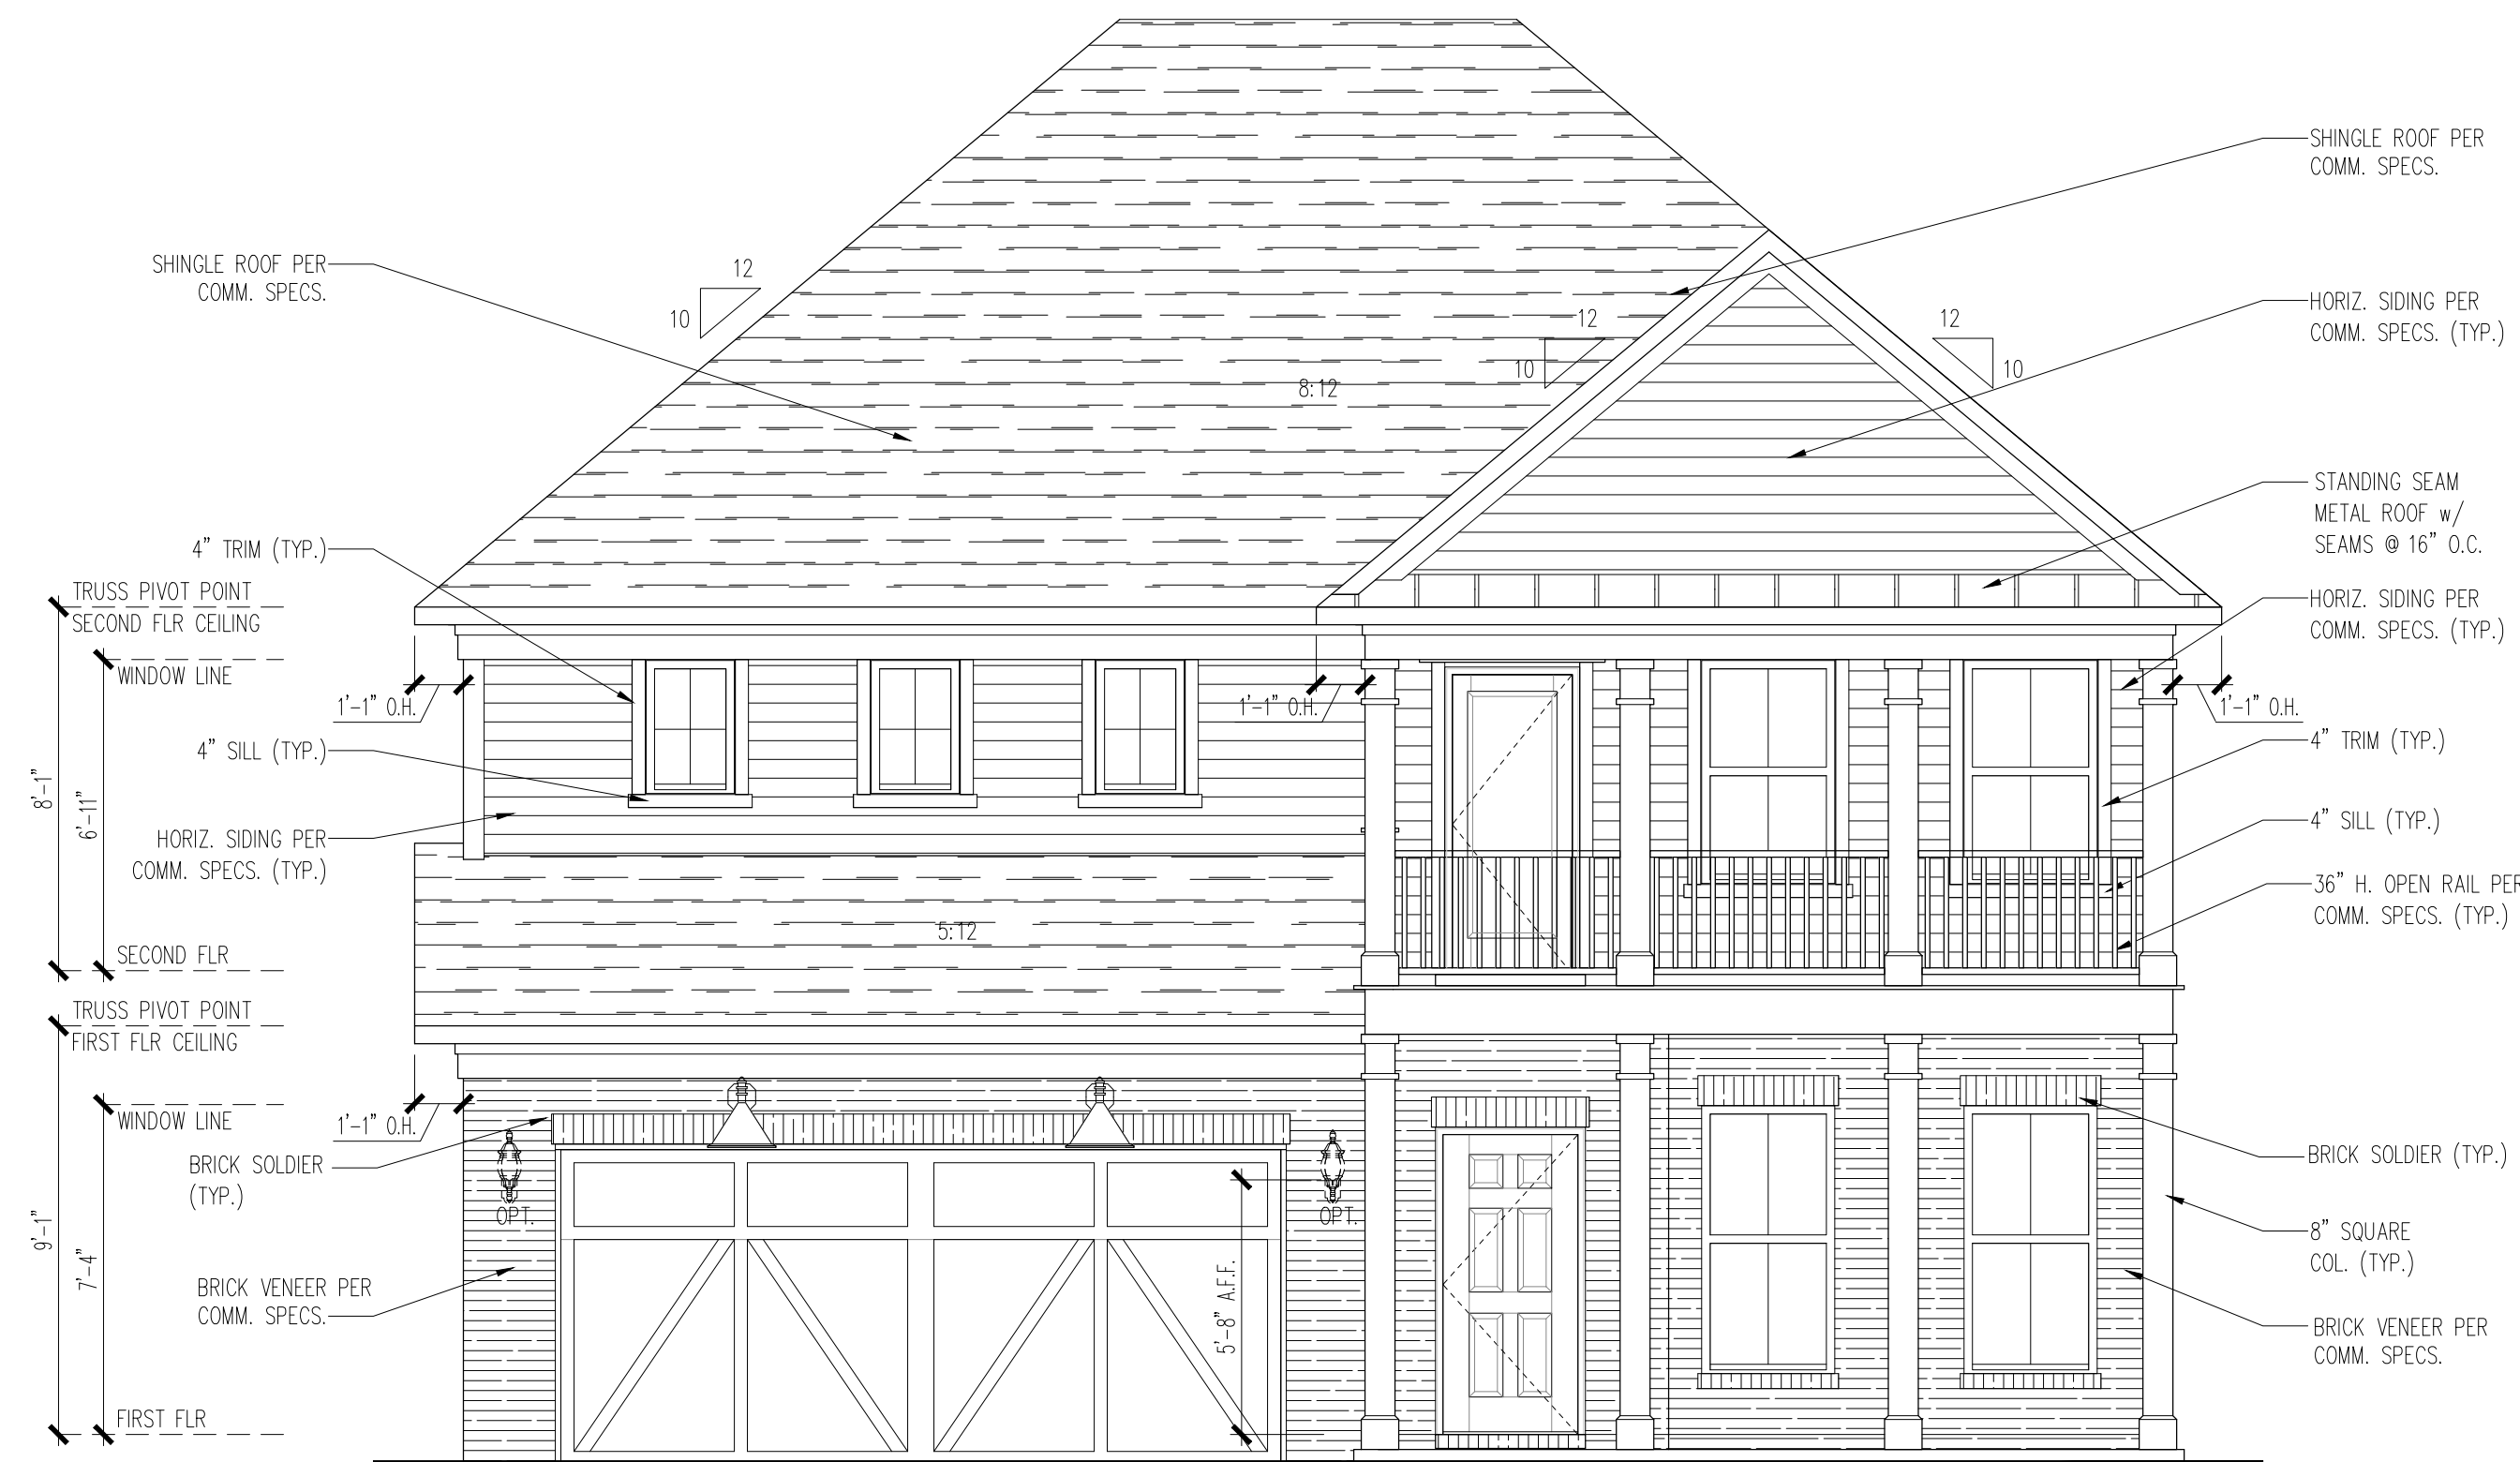 SHINGLE ROOF PER
COMM. SPECS.
SHINGLE ROOF PER
COMM. SPECS.
12
10
12
10
12
10
8:12
HORIZ. SIDING PER
COMM. SPECS. (TYP.)
STANDING SEAM
METAL ROOF w/
SEAMS @ 16" O.C.
4" TRIM (TYP.)
TRUSS PIVOT POINT
SECOND FLR CEILING
WINDOW LINE
1'-1" O.H.
1'-1" O.H.
1'-1" O.H.
HORIZ. SIDING PER
COMM. SPECS. (TYP.)
4" TRIM (TYP.)
4" SILL (TYP.)
4" SILL (TYP.)
8'-1"
6'-11"
HORIZ. SIDING PER
COMM. SPECS. (TYP.)
36" H. OPEN RAIL PER
COMM. SPECS. (TYP.)
5:12
SECOND FLR
TRUSS PIVOT POINT
FIRST FLR CEILING
WINDOW LINE
1'-1" O.H.
BRICK SOLDIER
(TYP.)
OPT.
OPT.
BRICK SOLDIER (TYP.)
8" SQUARE
COL. (TYP.)
9'-1"
7'-4"
5'-8" A.F.F.
BRICK VENEER PER
COMM. SPECS.
BRICK VENEER PER
COMM. SPECS.
FIRST FLR